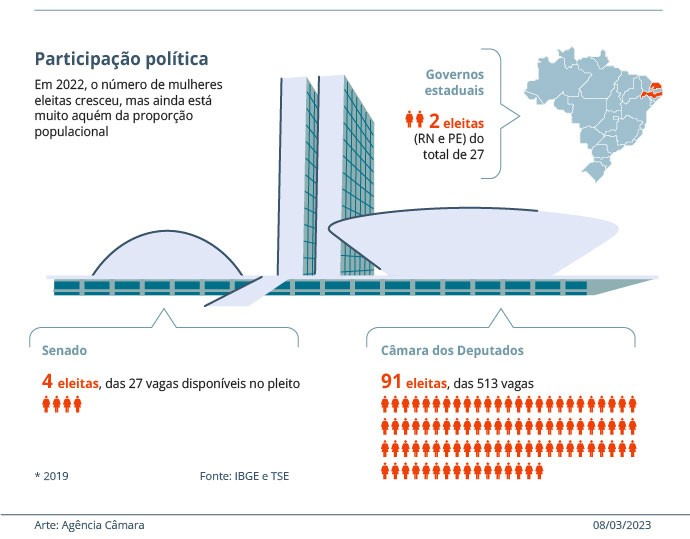 Participação política
Em 2022, o número de mulheres
eleitas cresceu, mas ainda está
muito aquém da proporção
populacional
Governos
estaduais
2 eleitas
(RN e PE) do
total de 27
Senado
4 eleitas, das 27 vagas disponíveis no pleito
Câmara dos Deputados
91 eleitas, das 513 vagas
* 2019
Fonte: IBGE e TSE
Arte: Agência Câmara
08/03/2023